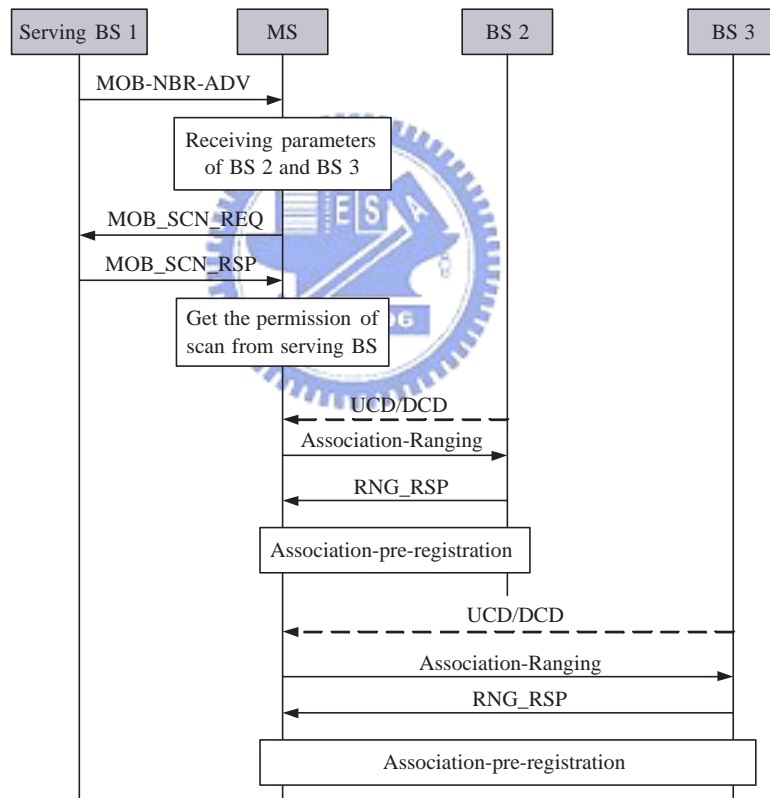 Serving BS 1
MS
BS 2
BS 3
MOB-NBR-ADV
Receiving parameters
of BS 2 and BS 3
E S A
MOB_SCN_REQ
MOB_SCN_RSP
Get the permission of
scan from serving BS
UCD/DCD
Association-Ranging
RNG_RSP
Association-pre-registration
UCD/DCD
Association-Ranging
RNG_RSP
Association-pre-registration